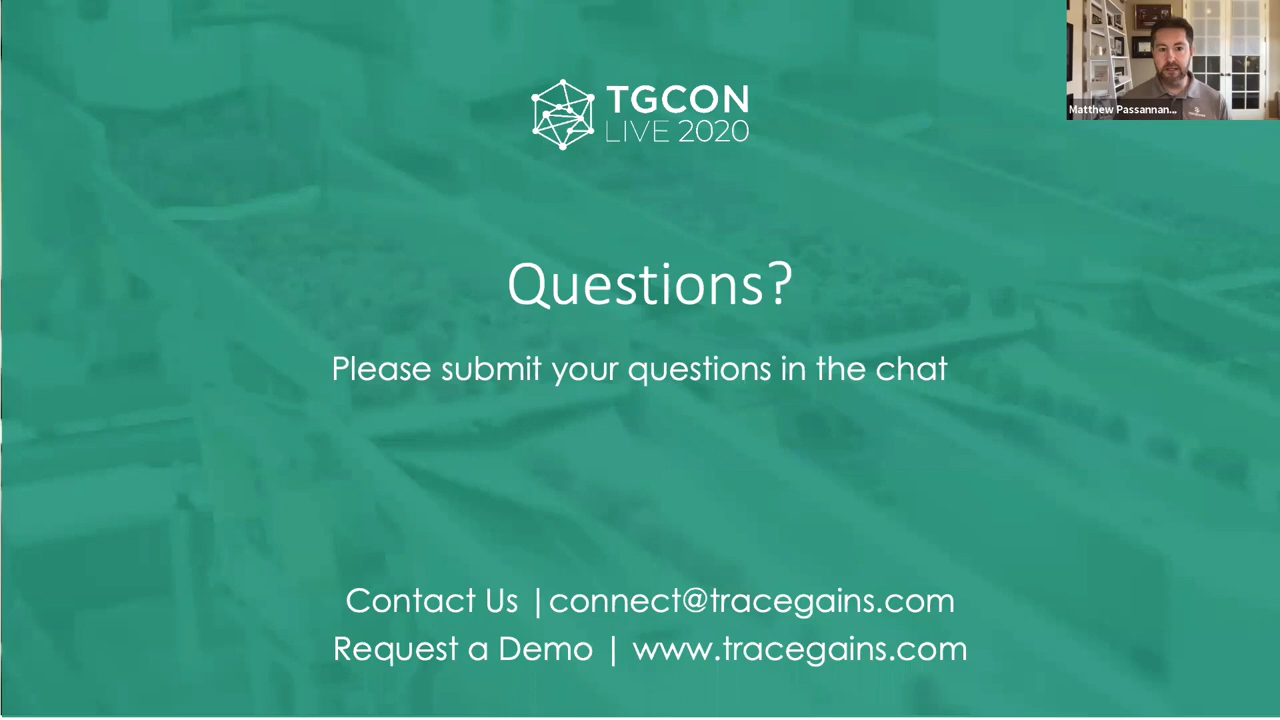 TGCON
LIVE 2020
Matthew Passannan...
Questions?
Please submit your questions in the chat
Contact Us |connect@tracegains.com
Request a Demo | www.tracegains.com